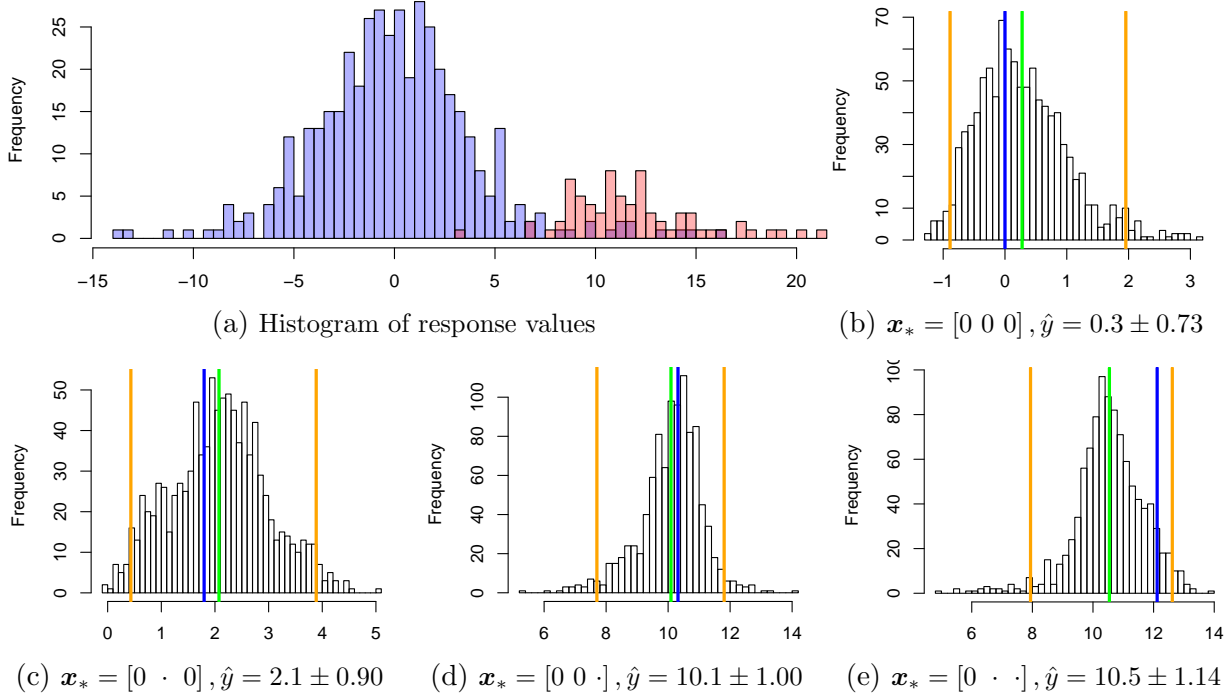 Frequency
0 5 10 15 20 25
−15 −10 −5 0 5 10 15 20
(a) Histogram of response values
Frequency
0 10 30 50 70
−1 0 1 2 3
(b) x∗ = [0 0 0] , ŷ = 0.3 ± 0.73
Frequency
0 10 20 30 40 50
0 1 2 3 4 5
(c) x∗ = [0 · 0] , ŷ = 2.1 ± 0.90
Frequency
0 20 40 60 80 100
6 8 10 12 14
(d) x∗ = [0 0 ·] , ŷ = 10.1 ± 1.00
Frequency
0 20 40 60 80 100
6 8 10 12 14
(e) x∗ = [0 · ·] , ŷ = 10.5 ± 1.14